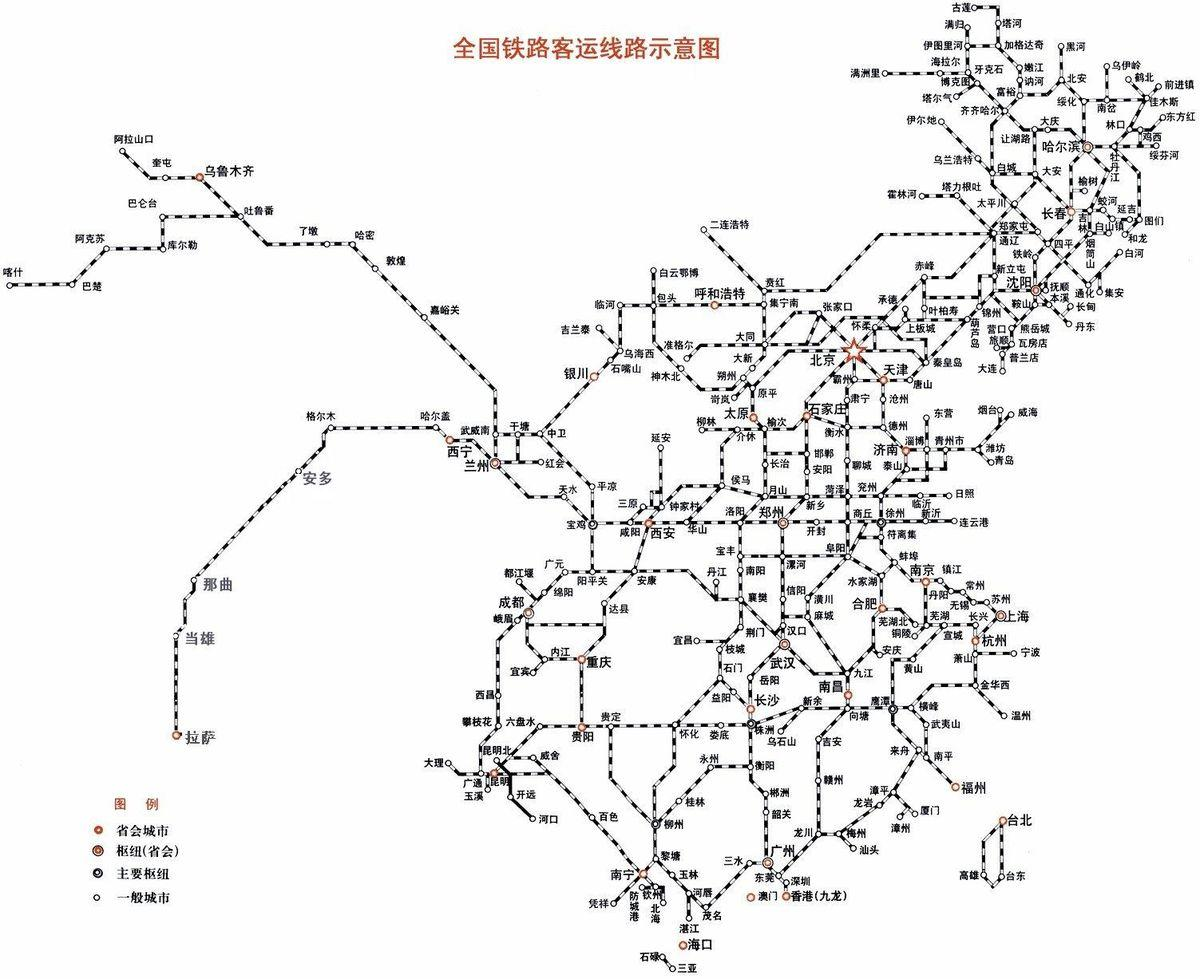 全国铁路客运线路示意图
古莲
满归
塔河
伊图里河
加格达奇
黑河
海拉尔
牙克石
嫩江
乌伊岭
满洲里
博克图
讷河
北安
鹤北
前进镇
塔尔气
富裕
绥化
南岔
佳木斯
齐齐哈尔
伊尔地
大庆
林口
东方红
让湖路
哈尔滨
鸡西
绥芬河
阿拉山口
奎屯
乌鲁木齐
乌兰浩特
白城
大安
牡丹江
榆树
霍林河
塔力根吐
巴仑台
吐鲁番
太平川
长春
蛟河
吉林
延吉
图们
二连浩特
郑家屯
白山镇
和龙
阿克苏
库尔勒
了墩
哈密
通辽
四平
烟筒山
铁岭
白河
喀什
巴楚
敦煌
白云鄂博
贲红
赤峰
新立屯
沈阳
抚顺
通化
集安
临河
包头
呼和浩特
集宁南
张家口
承德
叶柏寿
锦州
鞍山
本溪
长甸
嘉峪关
吉兰泰
怀柔
上板城
葫芦岛
营口
熊岳城
丹东
准格尔
大同
旅顺
瓦房店
乌海西
石嘴山
大新
北京
秦皇岛
普兰店
银川
神木北
朔州
霸州
天津
唐山
大连
岢岚
原平
肃宁
沧州
格尔木
哈尔盖
武威南
干塘
中卫
太原
石家庄
柳林
榆次
衡水
德州
东营
烟台
威海
西宁
兰州
红会
延安
介休
济南
淄博
青州市
潍坊
安多
邯郸
长治
安阳
聊城
泰山
青岛
天水
平凉
侯马
月山
新乡
菏泽
兖州
临沂
日照
三原
钟家村
宝鸡
咸阳
西安
华山
洛阳
郑州
开封
商丘
徐州
新沂
连云港
符离集
广元
阳平关
安康
宝丰
南阳
漯河
阜阳
蚌埠
那曲
都江堰
绵阳
丹江
水家湖
南京
镇江
常州
成都
达县
襄樊
信阳
潢川
合肥
丹阳
无锡
苏州
峨眉
麻城
芜湖北
芜湖
长兴
上海
当雄
荆门
汉口
铜陵
宣城
杭州
宜昌
枝城
武汉
安庆
黄山
萧山
宁波
内江
重庆
宜宾
石门
岳阳
九江
金华西
西昌
益阳
长沙
南昌
鹰潭
横峰
温州
拉萨
攀枝花
六盘水
贵定
新余
向塘
武夷山
贵阳
怀化
娄底
株洲
乌石山
昆明北
威舍
吉安
来舟
南平
大理
广通
昆明
永州
衡阳
赣州
漳平
福州
玉溪
开远
桂林
郴洲
龙岩
厦门
图 例
河口
百色
柳州
韶关
龙川
梅州
漳州
台北
省会城市
黎塘
汕头
枢纽(省会)
三水
广州
主要枢纽
南宁
玉林
东莞
深圳
高雄
台东
一般城市
凭祥
防城港
钦州
北海
河唇
茂名
澳门
香港(九龙)
湛江
海口
石碌
三亚